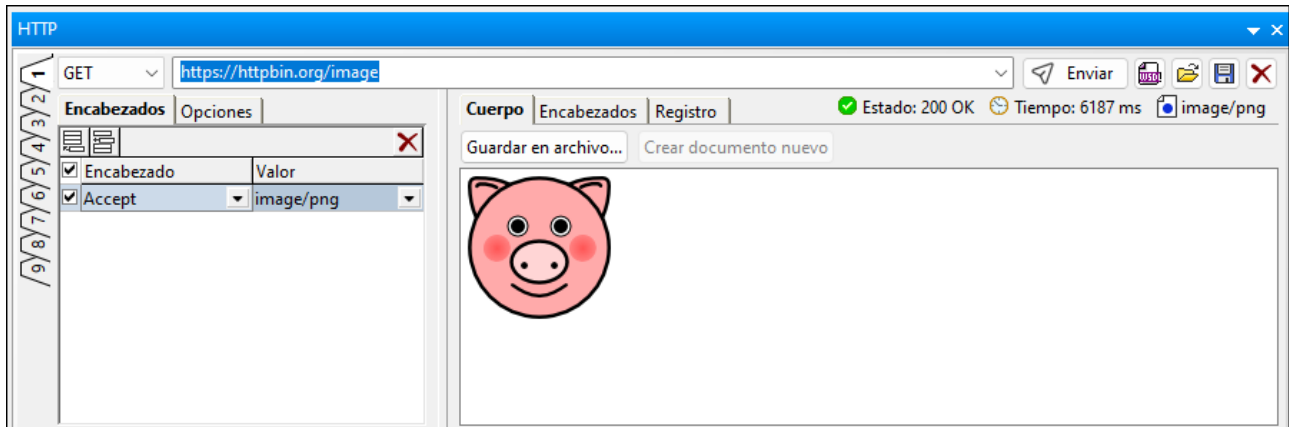 HTTP
GET https://httpbin.org/image Enviar WSDL
Encabezados Opciones
Cuerpo Encabezados Registro Estado: 200 OK Tiempo: 6187 ms image/png
Guardar en archivo... Crear documento nuevo
Encabezado Valor
Accept image/png
1
2
3
4
5
6
7
8
9